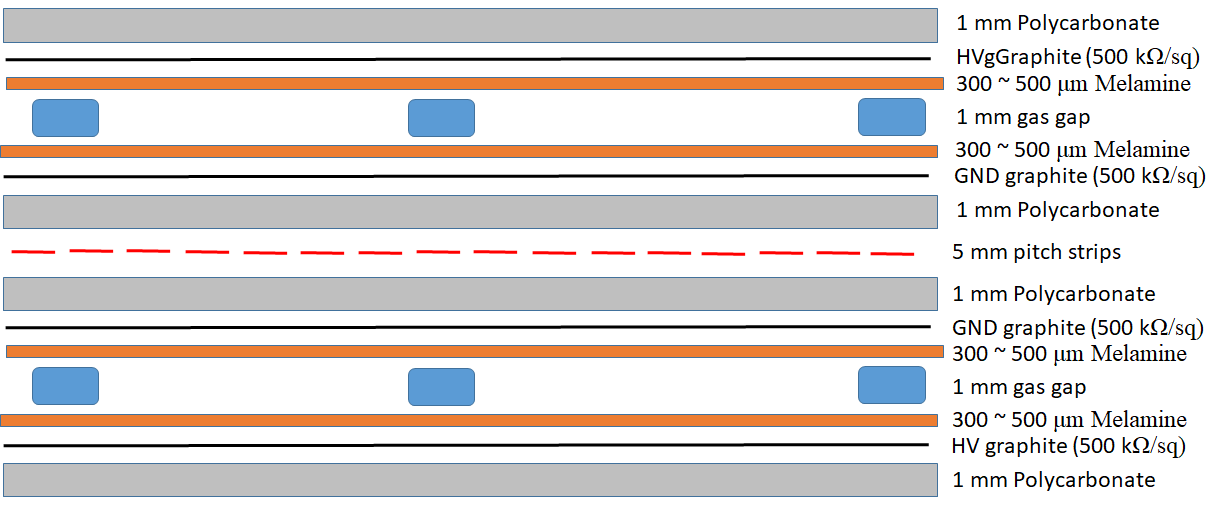 1 mm Polycarbonate
HVgGraphite (500 kΩ/sq)
300 ~ 500 μm Melamine
1 mm gas gap
300 ~ 500 μm Melamine
GND graphite (500 kΩ/sq)
1 mm Polycarbonate
5 mm pitch strips
1 mm Polycarbonate
GND graphite (500 kΩ/sq)
300 ~ 500 μm Melamine
1 mm gas gap
300 ~ 500 μm Melamine
HV graphite (500 kΩ/sq)
1 mm Polycarbonate